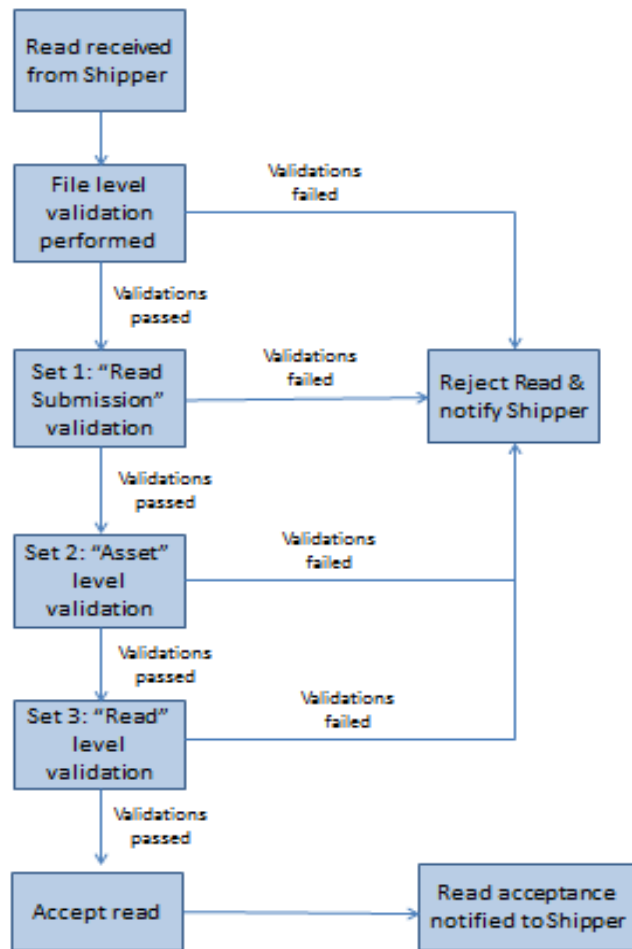 Read received
from Shipper
File level
validation
performed
Validations
failed
Validations
passed
Set 1: “Read
Submission”
validation
Validations
failed
Reject Read &
notify Shipper
Validations
passed
Set 2: “Asset”
level
validation
Validations
failed
Validations
passed
Set 3: “Read”
level
validation
Validations
failed
Validations
passed
Accept read
Read acceptance
notified to Shipper